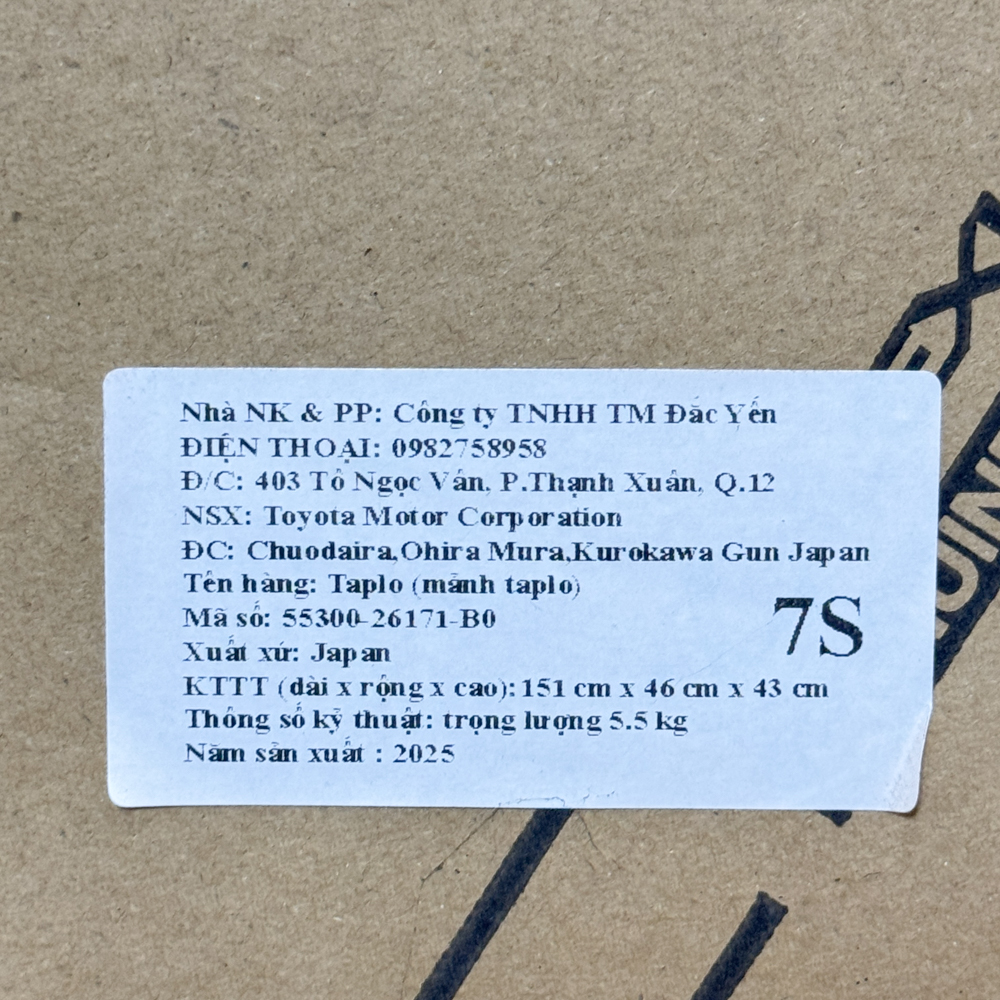 Nhà NK & PP: Công ty TNHH TM Đắc Yến
ĐIỆN THOẠI: 0982758958
Đ/C: 403 Tô Ngọc Vân, P.Thạnh Xuân, Q.12
NSX: Toyota Motor Corporation
ĐC: Chuodaira,Ohira Mura,Kurokawa Gun Japan
Tên hàng: Taplo (mảnh taplo)
Mã số: 55300-26171-B0
7S
Xuất xứ: Japan
KTTT (dài x rộng x cao): 151 cm x 46 cm x 43 cm
Thông số kỹ thuật: trọng lượng 5.5 kg
Năm sản xuất : 2025